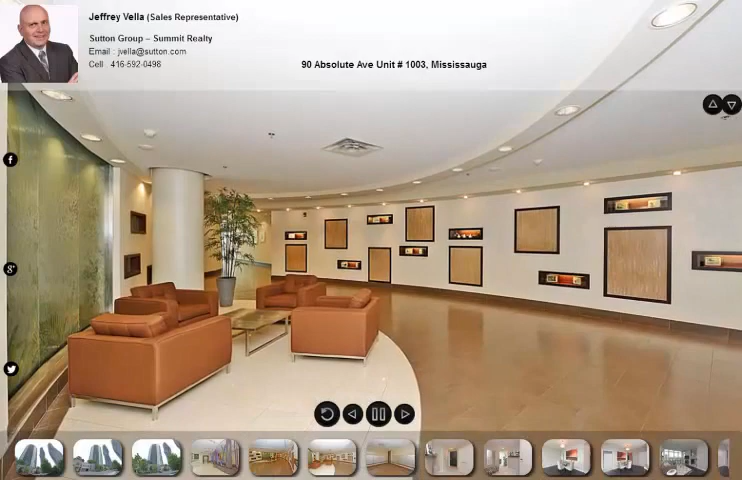 Jeffrey Vella (Sales Representative)
Sutton Group – Summit Realty
Email : jvella@sutton.com
Cell : 416-592-0498
90 Absolute Ave Unit # 1003, Mississauga